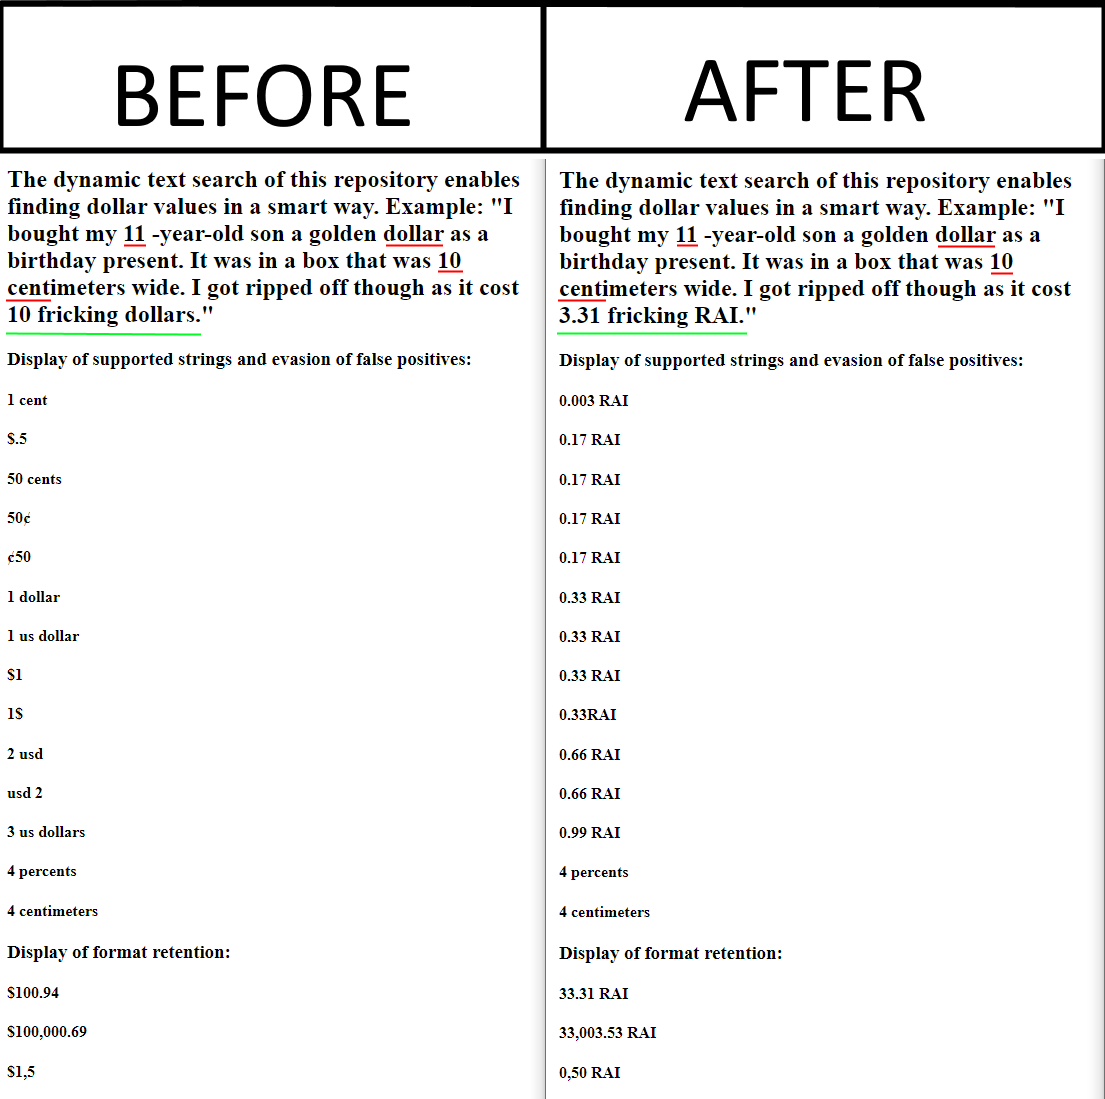 BEFORE
The dynamic text search of this repository enables
finding dollar values in a smart way. Example: "I
bought my 11 -year-old son a golden dollar as a
birthday present. It was in a box that was 10
centimeters wide. I got ripped off though as it cost
10 fricking dollars."
Display of supported strings and evasion of false positives:
1 cent
$.5
50 cents
50¢
¢50
1 dollar
1 us dollar
$1
1$
2 usd
usd 2
3 us dollars
4 percents
4 centimeters
Display of format retention:
$100.94
$100,000.69
$1,5
AFTER
The dynamic text search of this repository enables
finding dollar values in a smart way. Example: "I
bought my 11 -year-old son a golden dollar as a
birthday present. It was in a box that was 10
centimeters wide. I got ripped off though as it cost
3.31 fricking RAI."
Display of supported strings and evasion of false positives:
0.003 RAI
0.17 RAI
0.17 RAI
0.17 RAI
0.17 RAI
0.33 RAI
0.33 RAI
0.33 RAI
0.33RAI
0.66 RAI
0.66 RAI
0.99 RAI
4 percents
4 centimeters
Display of format retention:
33.31 RAI
33,003.53 RAI
0,50 RAI